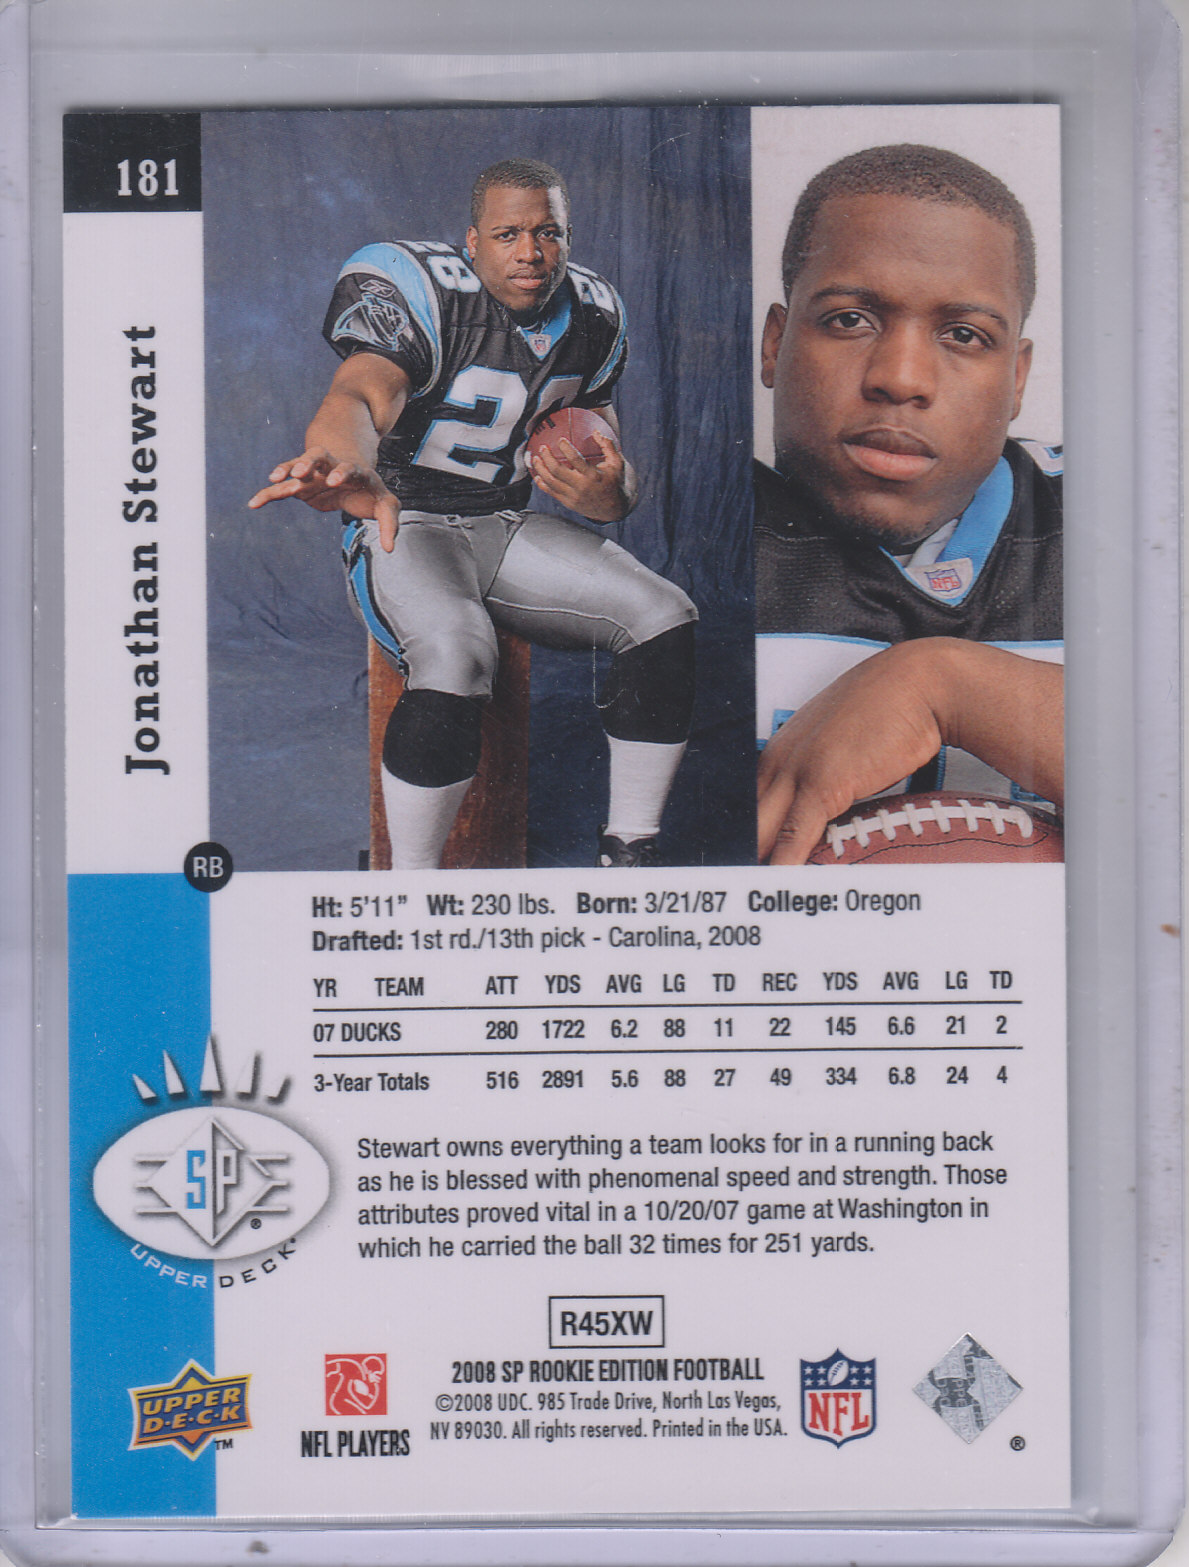 181
Jonathan Stewart
28
28
NFL
RB
Ht: 5'11" Wt: 230 lbs. Born: 3/21/87 College: Oregon
Drafted: 1st rd./13th pick - Carolina, 2008
YR TEAM ATT YDS AVG LG TD REC YDS AVG LG TD
07 DUCKS 280 1722 6.2 88 11 22 145 6.6 21 2
3-Year Totals 516 2891 5.6 88 27 49 334 6.8 24 4
SP®
UPPER DECK
Stewart owns everything a team looks for in a running back
as he is blessed with phenomenal speed and strength. Those
attributes proved vital in a 10/20/07 game at Washington in
which he carried the ball 32 times for 251 yards.
R45XW
2008 SP ROOKIE EDITION FOOTBALL
©2008 UDC. 985 Trade Drive, North Las Vegas,
NV 89030. All rights reserved. Printed in the USA.
UPPER
D·E·C·K
™
NFL PLAYERS
NFL
®